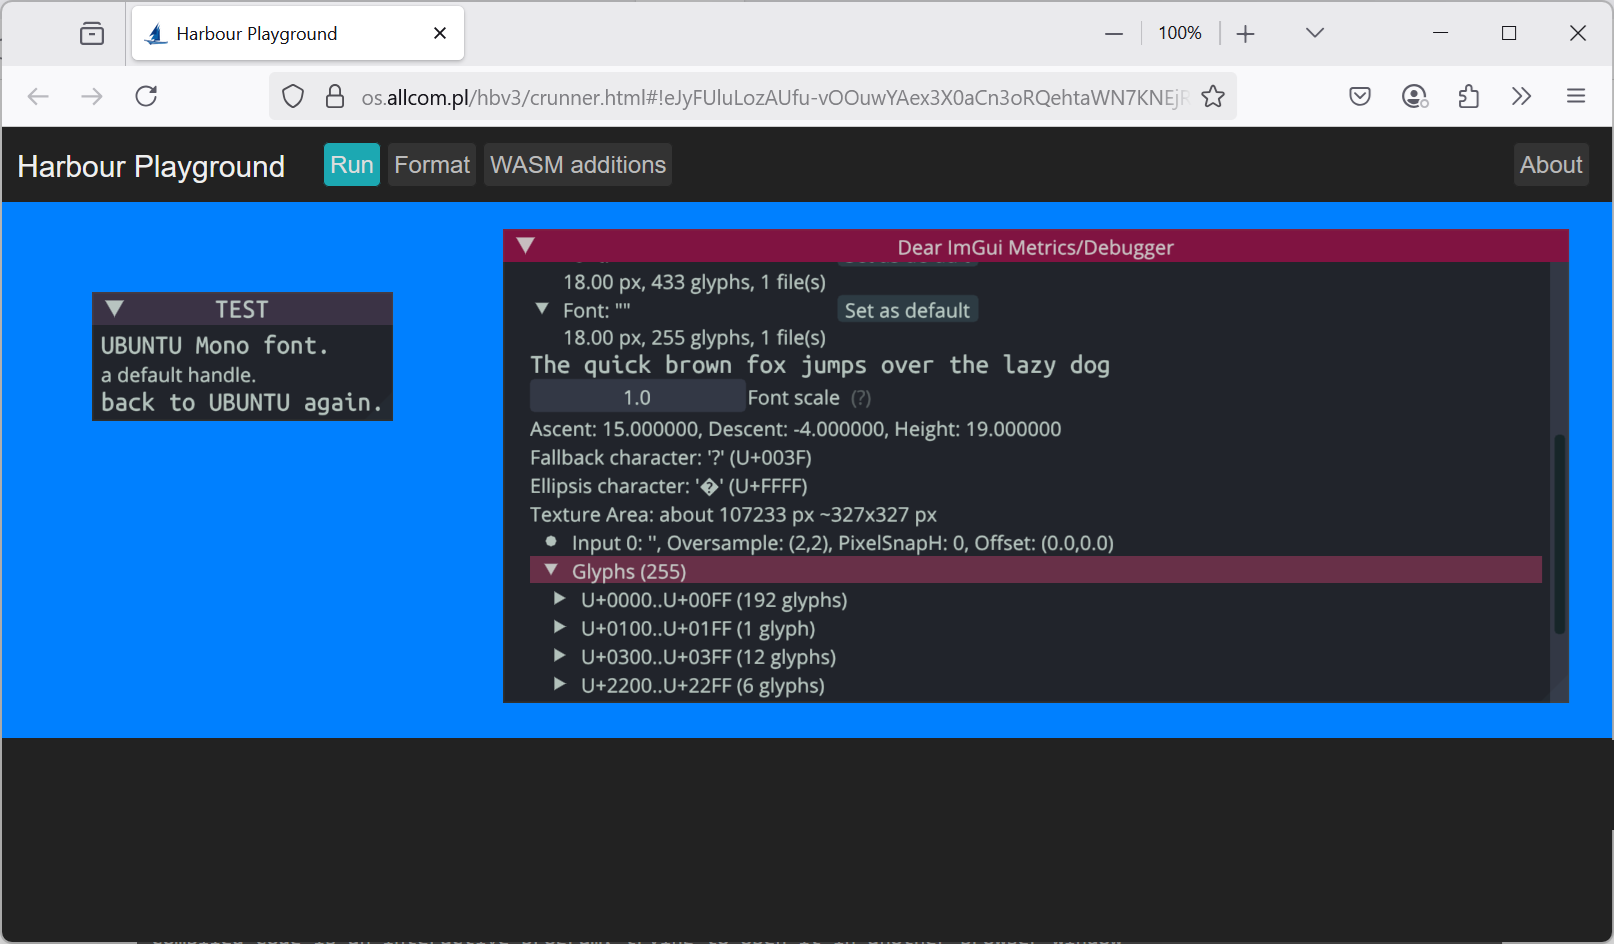 Harbour Playground
100%
os.allcom.pl/hbv3/crunner.html#!eJyFUluLozAUfu-vOOuwYAex3X0aCn3oRQehtaWN7KNEjR
Harbour Playground Run Format WASM additions About
Dear ImGui Metrics/Debugger
18.00 px, 433 glyphs, 1 file(s)
Font: "" Set as default
18.00 px, 255 glyphs, 1 file(s)
The quick brown fox jumps over the lazy dog
1.0 Font scale (?)
Ascent: 15.000000, Descent: -4.000000, Height: 19.000000
Fallback character: '?' (U+003F)
Ellipsis character: '�' (U+FFFF)
Texture Area: about 107233 px ~327x327 px
Input 0: '', Oversample: (2,2), PixelSnapH: 0, Offset: (0.0,0.0)
Glyphs (255)
U+0000..U+00FF (192 glyphs)
U+0100..U+01FF (1 glyph)
U+0300..U+03FF (12 glyphs)
U+2200..U+22FF (6 glyphs)
TEST
UBUNTU Mono font.
a default handle.
back to UBUNTU again.